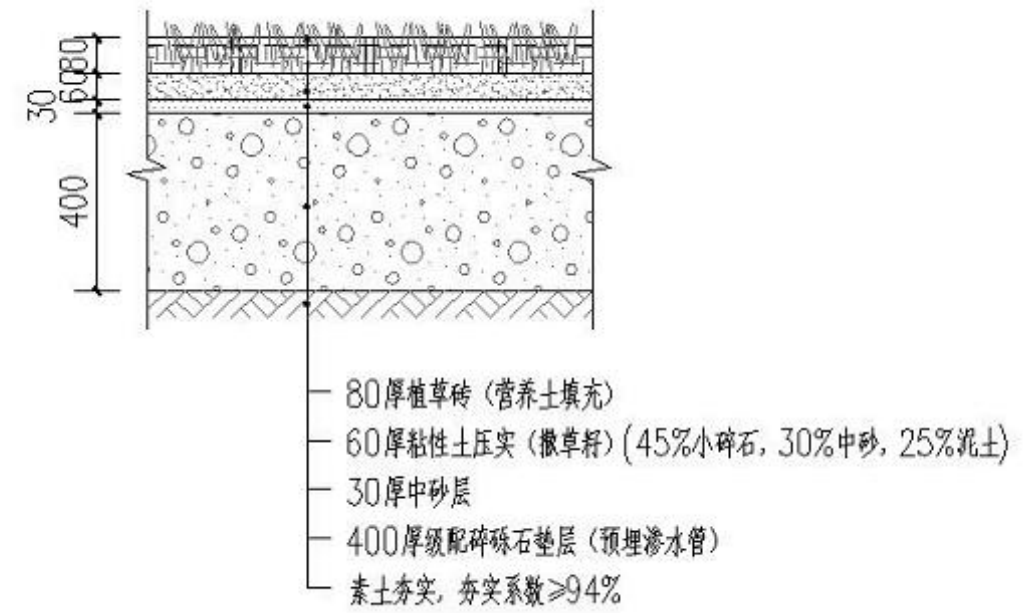 80
60
30
400
80厚植草砖（营养土填充）
60厚粘性土压实（撒草籽）(45%小碎石，30%中砂，25%泥土)
30厚中砂层
400厚级配碎砾石垫层（预埋渗水管）
素土夯实，夯实系数≥94%